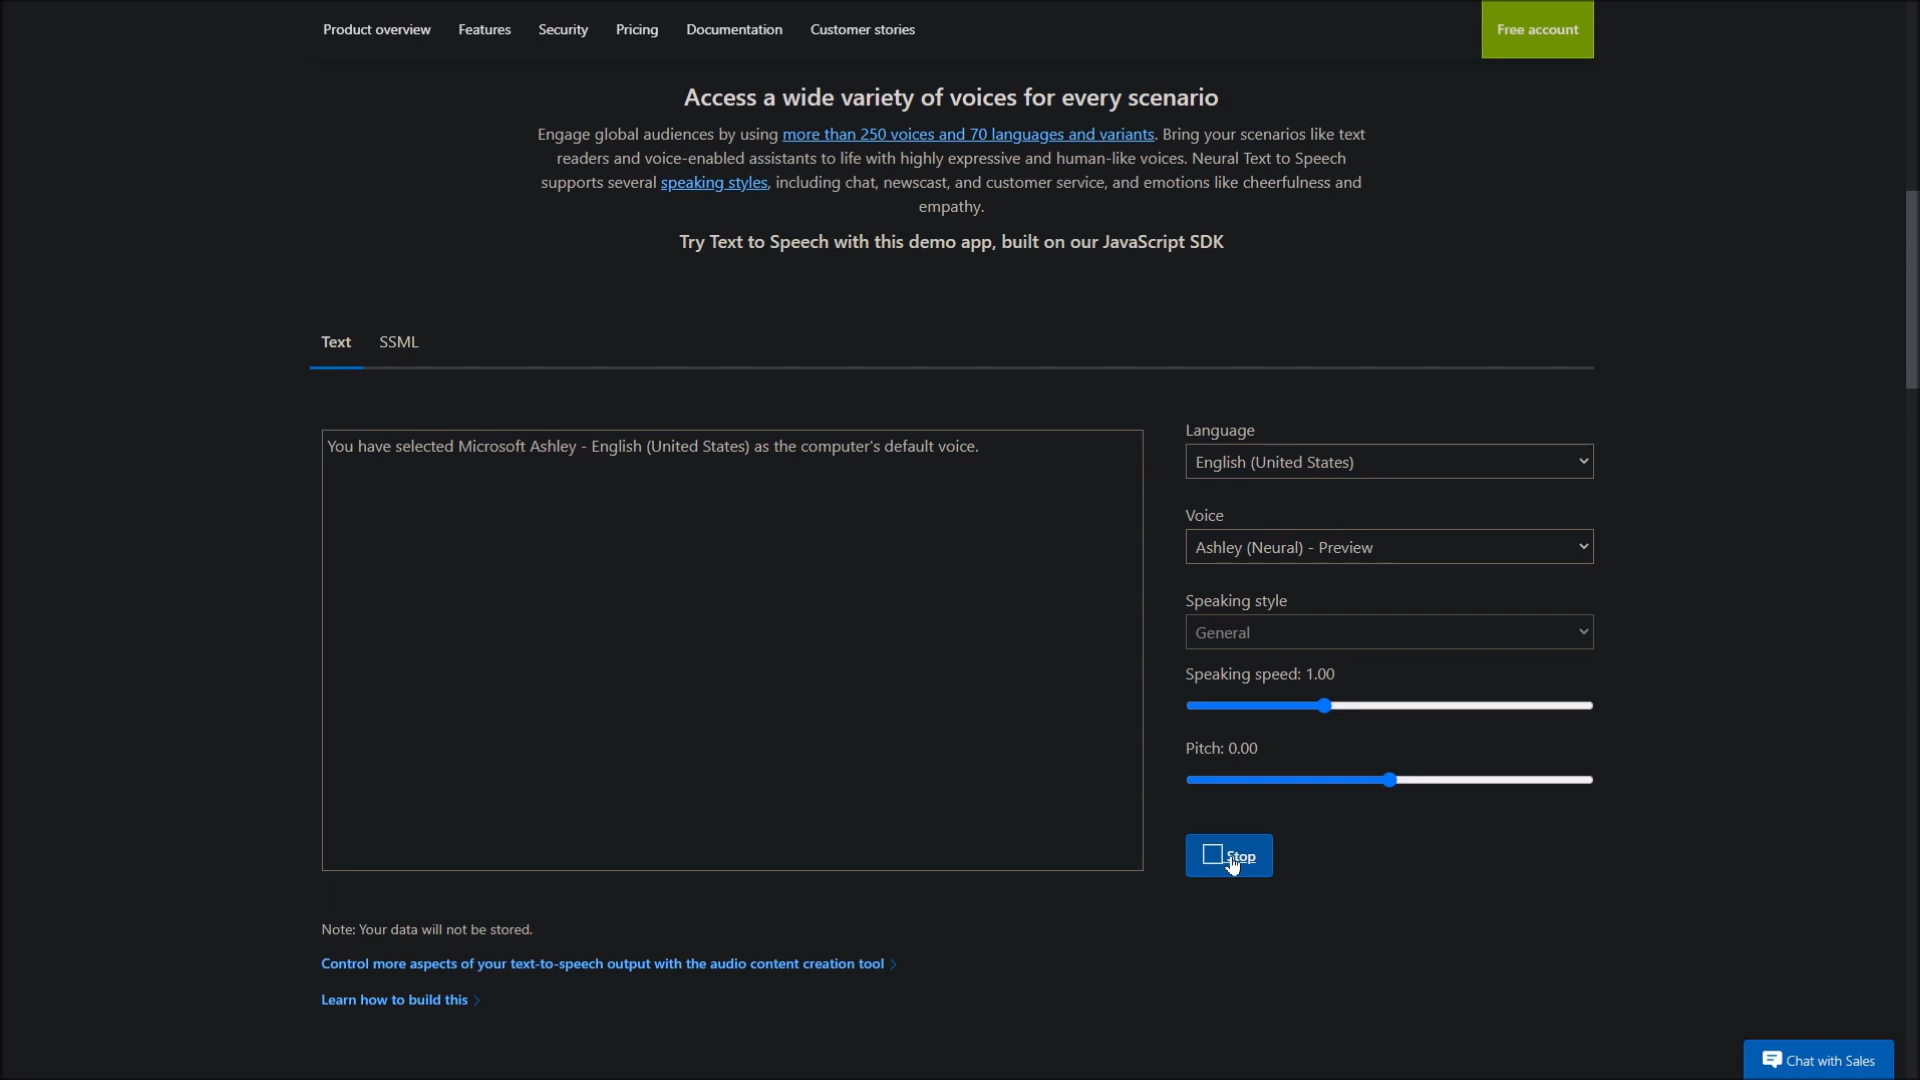 Product overview
Features
Security
Pricing
Documentation
Customer stories
Free account
Access a wide variety of voices for every scenario
Engage global audiences by using more than 250 voices and 70 languages and variants. Bring your scenarios like text
readers and voice-enabled assistants to life with highly expressive and human-like voices. Neural Text to Speech
supports several speaking styles, including chat, newscast, and customer service, and emotions like cheerfulness and
empathy.
Try Text to Speech with this demo app, built on our JavaScript SDK
Text
SSML
You have selected Microsoft Ashley - English (United States) as the computer's default voice.
Language
English (United States)
Voice
Ashley (Neural) - Preview
Speaking style
General
Speaking speed: 1.00
Pitch: 0.00
Stop
Note: Your data will not be stored.
Control more aspects of your text-to-speech output with the audio content creation tool
Learn how to build this
Chat with Sales